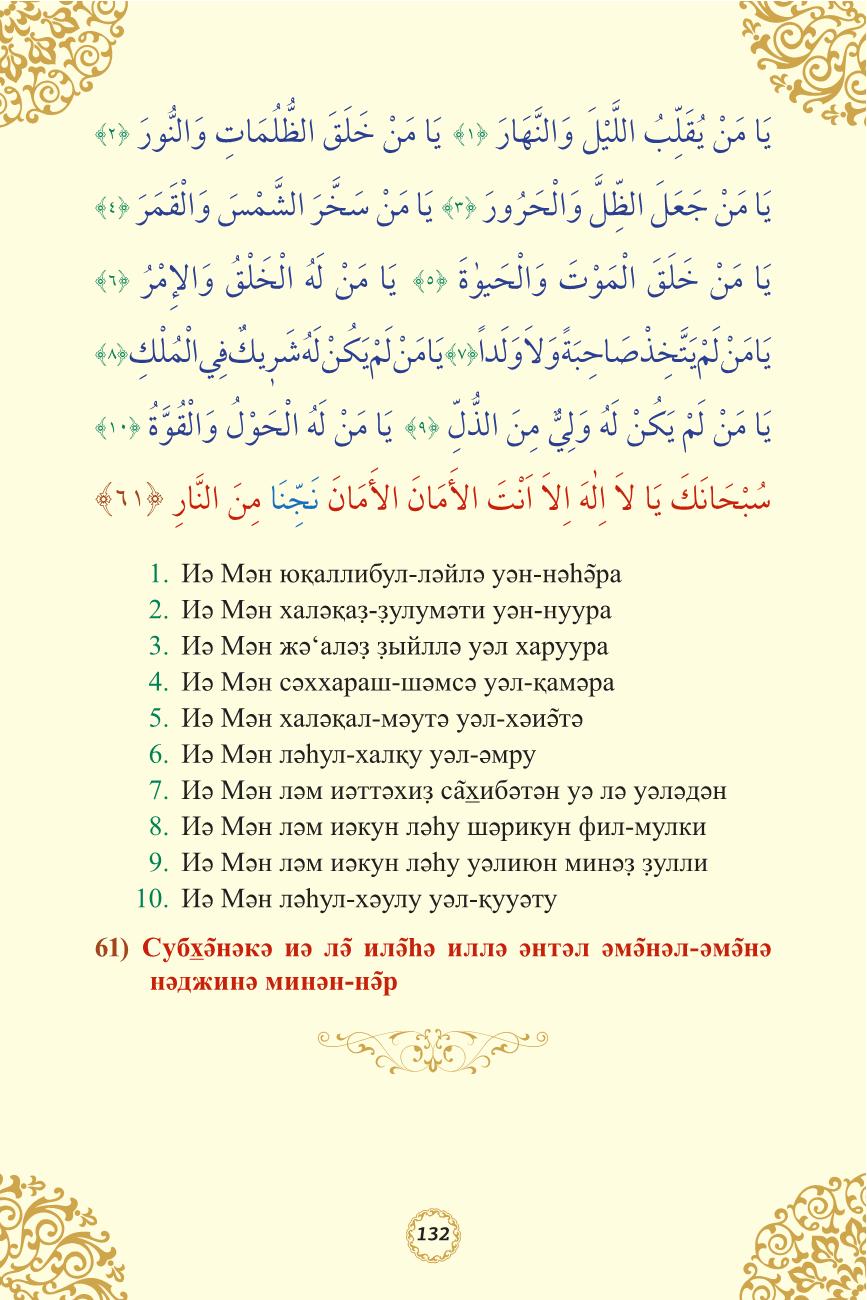 يَا مَنْ يُقَلِّبُ اللَّيْلَ وَالنَّهَارَ ﴿١﴾ يَا مَنْ خَلَقَ الظُّلُمَاتِ وَالنُّورَ ﴿٢﴾
يَا مَنْ جَعَلَ الظِّلَّ وَالْحَرُورَ ﴿٣﴾ يَا مَنْ سَخَّرَ الشَّمْسَ وَالْقَمَرَ ﴿٤﴾
يَا مَنْ خَلَقَ الْمَوْتَ وَالْحَيٰوةَ ﴿٥﴾ يَا مَنْ لَهُ الْخَلْقُ وَالإمْرُ ﴿٦﴾
يَا مَنْ لَمْ يَتَّخِذْ صَاحِبَةً وَلاَ وَلَداً ﴿٧﴾ يَا مَنْ لَمْ يَكُنْ لَهُ شَرِيكٌ فِي الْمُلْكِ ﴿٨﴾
يَا مَنْ لَمْ يَكُنْ لَهُ وَلِيٌّ مِنَ الذُّلِّ ﴿٩﴾ يَا مَنْ لَهُ الْحَوْلُ وَالْقُوَّةُ ﴿١٠﴾
سُبْحَانَكَ يَا لاَ اِلٰهَ اِلاَ اَنْتَ الأَمَانَ الأَمَانَ نَجِّنَا مِنَ النَّارِ ﴿٦١﴾
1. Иә Мән юқаллибул-ләйлә уән-нәһә̃ра
2. Иә Мән халәқаҙ-ҙулумәти уән-нуура
3. Иә Мән жә‘аләҙ ҙыйллә уәл харуура
4. Иә Мән сәххараш-шәмсә уәл-қамәра
5. Иә Мән халәқал-мәутә уәл-хәиә̃тә
6. Иә Мән ләһул-халқу уәл-әмру
7. Иә Мән ләм иәттәхиҙ са̃х̲ибәтән уә лә уәләдән
8. Иә Мән ләм иәкун ләһу шәрикун фил-мулки
9. Иә Мән ләм иәкун ләһу уәлиюн минәҙ ҙулли
10. Иә Мән ләһул-хәулу уәл-қууәту
61) Субх̲ә̃нәкә иә лә̃ илә̃һә иллә әнтәл әмә̃нәл-әмә̃нә
нәджинә минән-нә̃р
132